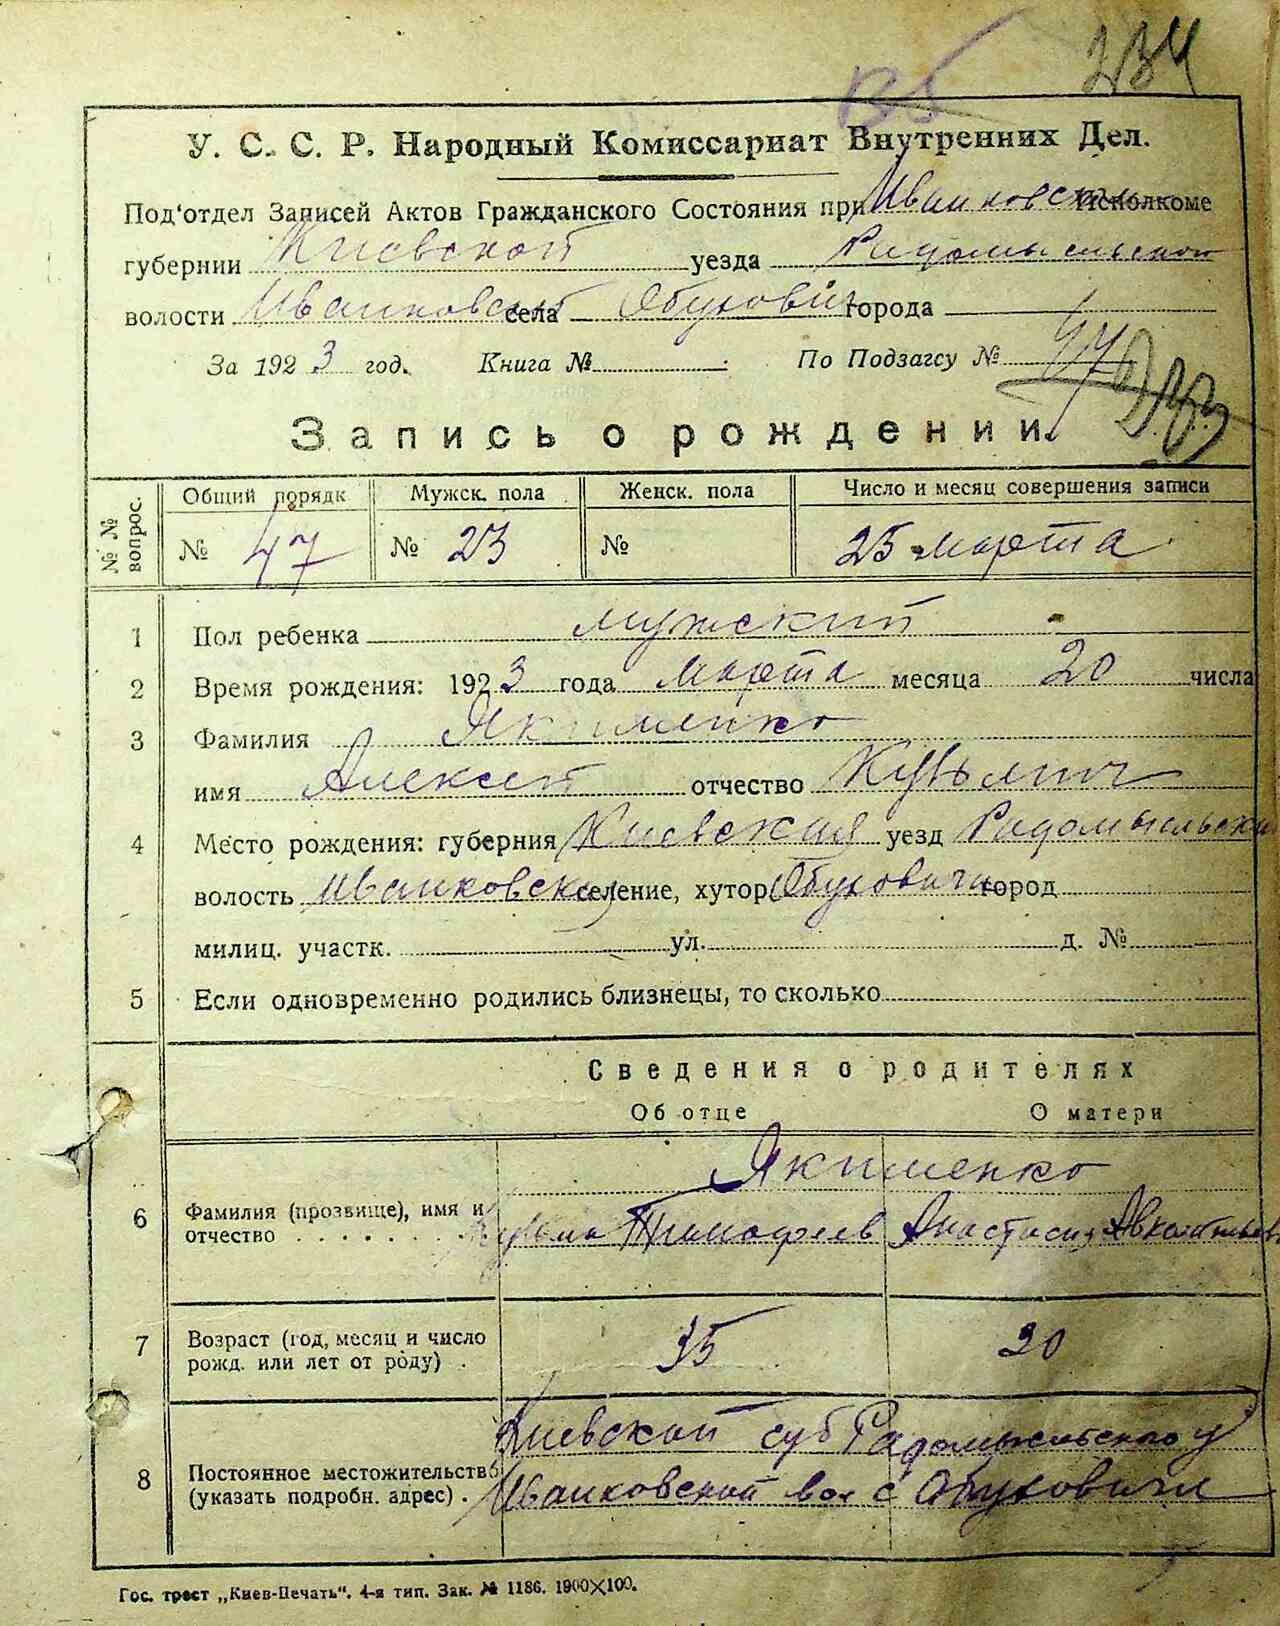 234
У. С. С. Р. Народный Комиссариат Внутренних Дел.
Под'отдел Записей Актов Гражданского Состояния при Иванковском Исполкоме
губернии Киевской уезда Радомысльского
волости Иванковской села Обуховичи города
За 1923 год. Книга № По Подзагсу № 47
Запись о рождении.
№ № вопрос. Общий порядк Мужск. пола Женск. пола Число и месяц совершения записи
№ 47 № 23 № 25 марта
1 Пол ребенка мужский
2 Время рождения: 1923 года марта месяца 20 числа
3 Фамилия Якименко
имя Алексей отчество Кузьмич
4 Место рождения: губерния Киевская уезд Радомысльский
волость Иванковская селение, хутор Обуховичи город
милиц. участк. ул. д. №
5 Если одновременно родились близнецы, то сколько
Сведения о родителях
Об отце О матери
Якименко
6 Фамилия (прозвище), имя и отчество Кузьма Тимофеев Анастасия
7 Возраст (год, месяц и число рожд. или лет от роду) 35 30
Киевской губ Радомысльского у
8 Постоянное местожительство (указать подробн. адрес) Иванковской вол с Обуховичи
Гос. трест „Киев-Печать". 4-я тип. Зак. № 1186. 1900×100.